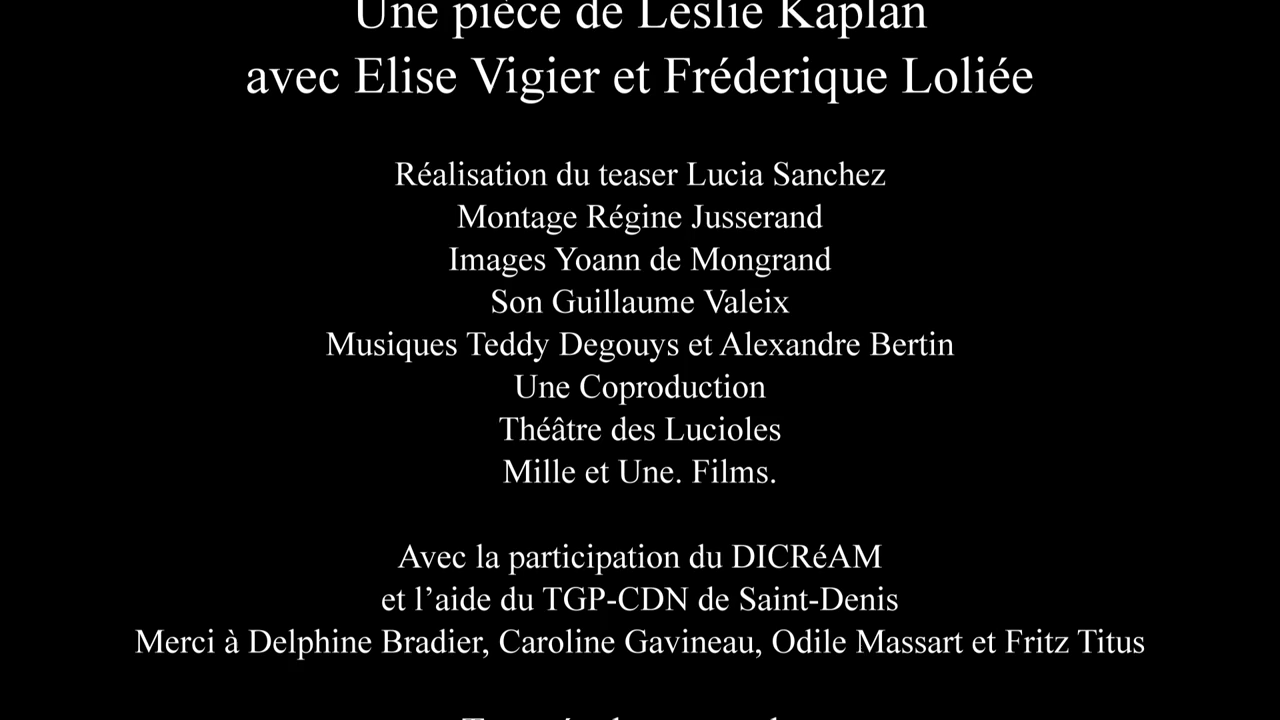 Une pièce de Leslie Kaplan
avec Elise Vigier et Fréderique Loliée
Réalisation du teaser Lucia Sanchez
Montage Régine Jusserand
Images Yoann de Mongrand
Son Guillaume Valeix
Musiques Teddy Degouys et Alexandre Bertin
Une Coproduction
Théâtre des Lucioles
Mille et Une. Films.
Avec la participation du DICRéAM
et l’aide du TGP-CDN de Saint-Denis
Merci à Delphine Bradier, Caroline Gavineau, Odile Massart et Fritz Titus